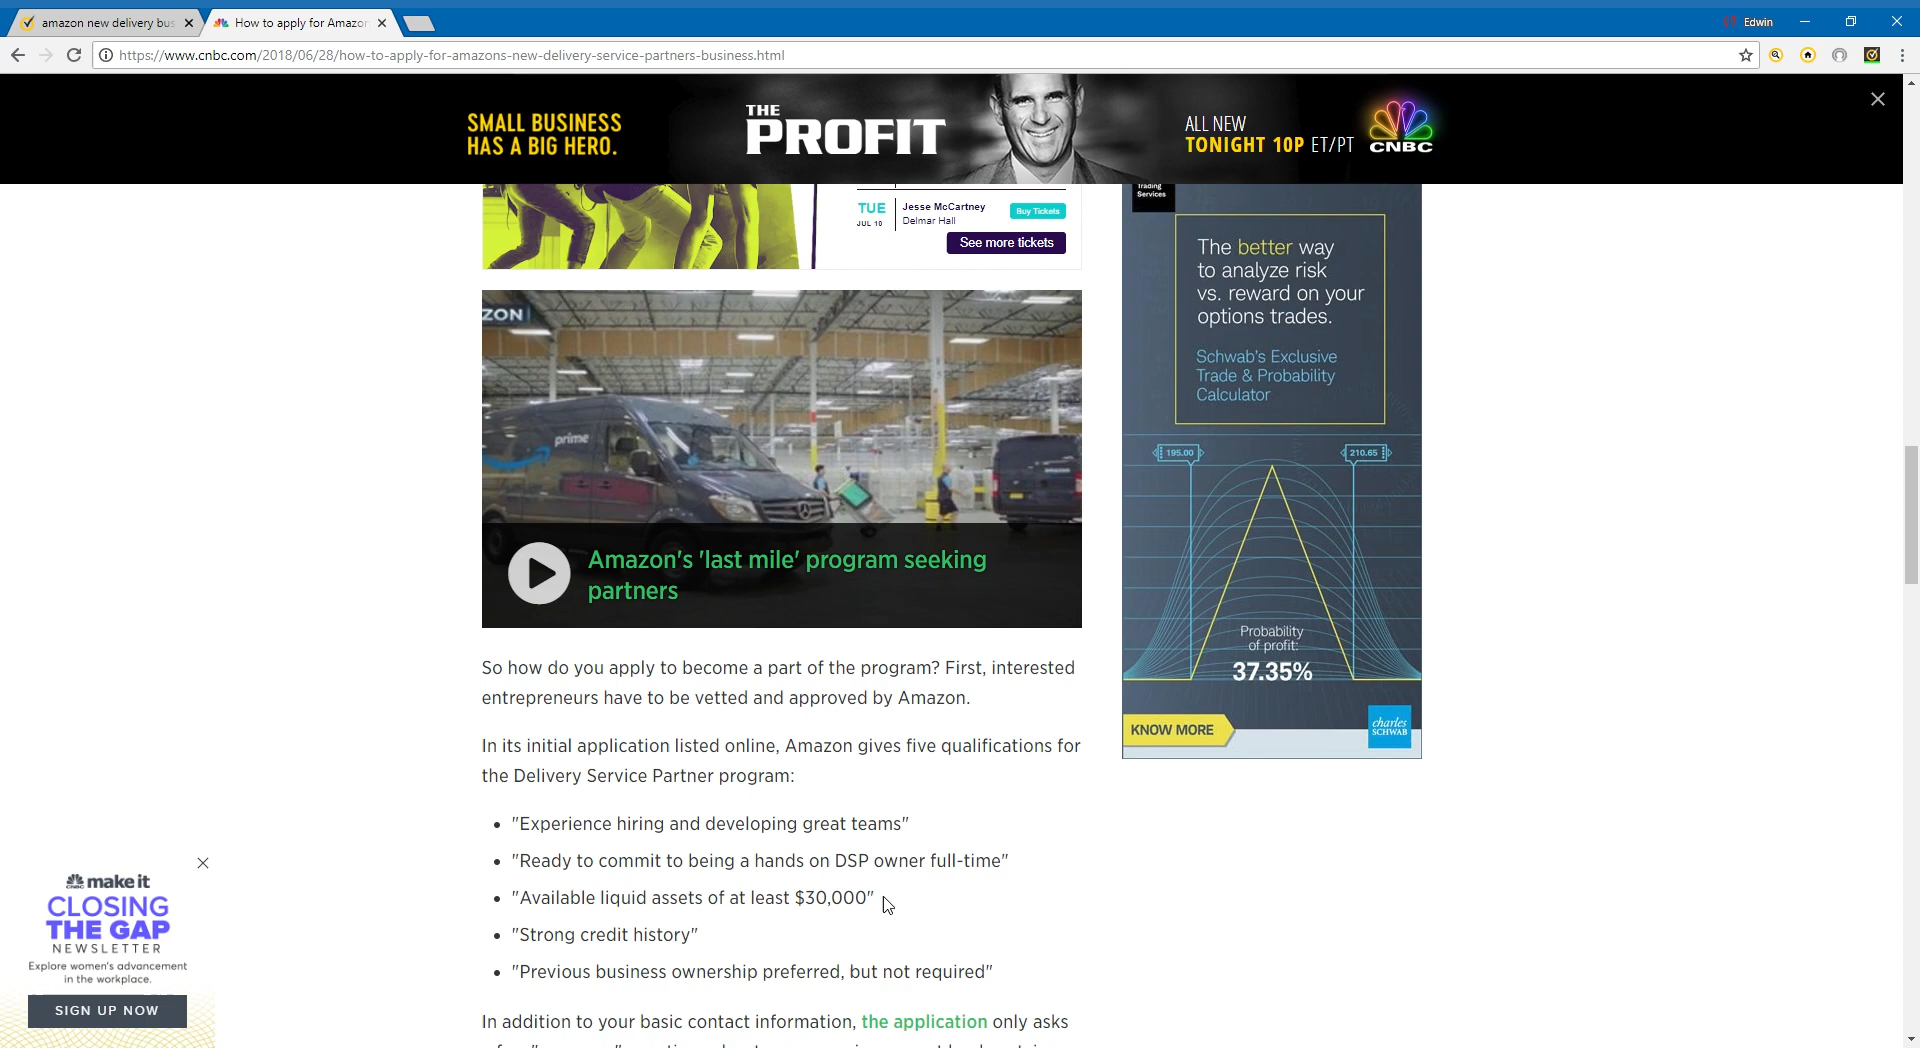 amazon new delivery bus
How to apply for Amazon
Edwin
https://www.cnbc.com/2018/06/28/how-to-apply-for-amazons-new-delivery-service-partners-business.html
SMALL BUSINESS
HAS A BIG HERO.
THE
PROFIT
ALL NEW
TONIGHT 10P ET/PT
CNBC
TUE
JUL 10
Jesse McCartney
Delmar Hall
Buy Tickets
See more tickets
Trading
Services
The better way
to analyze risk
vs. reward on your
options trades.
Schwab's Exclusive
Trade & Probability
Calculator
195.00
210.65
Probability
of profit:
37.35%
KNOW MORE
charles
SCHWAB
ZON
prime
Amazon's 'last mile' program seeking
partners
So how do you apply to become a part of the program? First, interested
entrepreneurs have to be vetted and approved by Amazon.
In its initial application listed online, Amazon gives five qualifications for
the Delivery Service Partner program:
• "Experience hiring and developing great teams"
• "Ready to commit to being a hands on DSP owner full-time"
• "Available liquid assets of at least $30,000"
• "Strong credit history"
• "Previous business ownership preferred, but not required"
In addition to your basic contact information, the application only asks
CNBC make it
CLOSING
THE GAP
NEWSLETTER
Explore women's advancement
in the workplace.
SIGN UP NOW